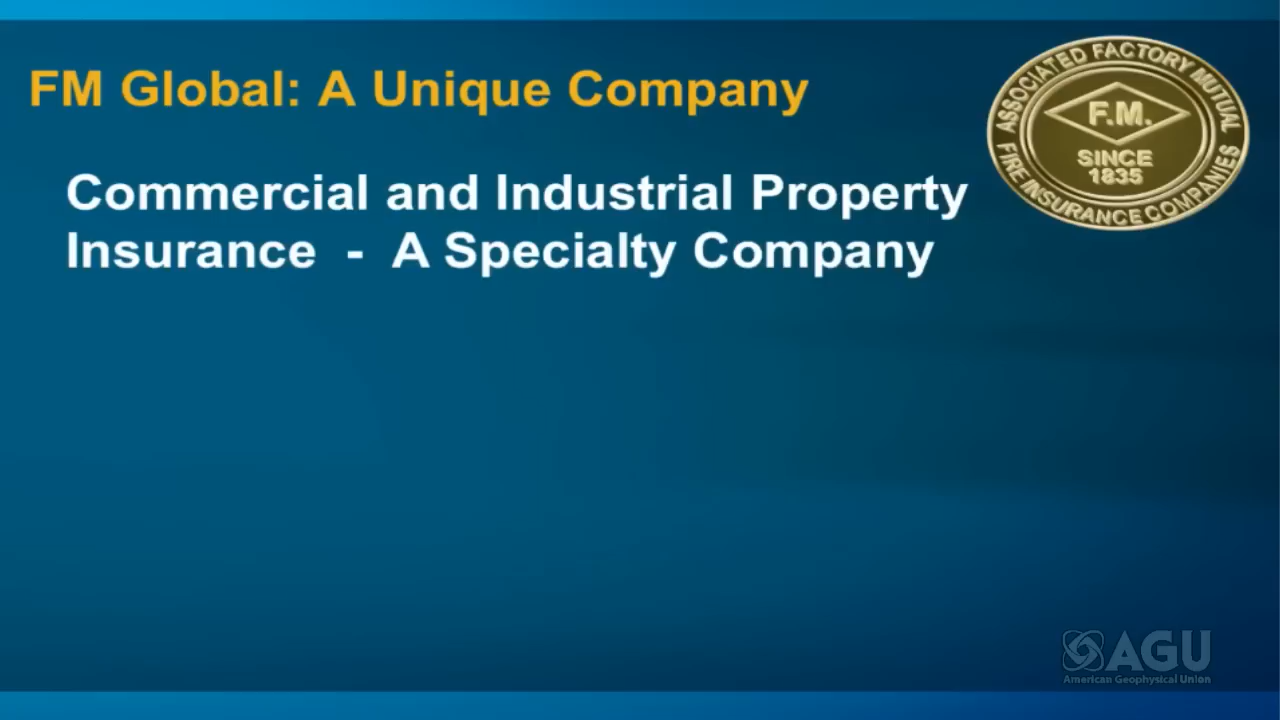 FM Global: A Unique Company
Commercial and Industrial Property
Insurance - A Specialty Company
ASSOCIATED FACTORY MUTUAL
F.M.
SINCE
1835
FIRE INSURANCE COMPANIES
AGU
American Geophysical Union